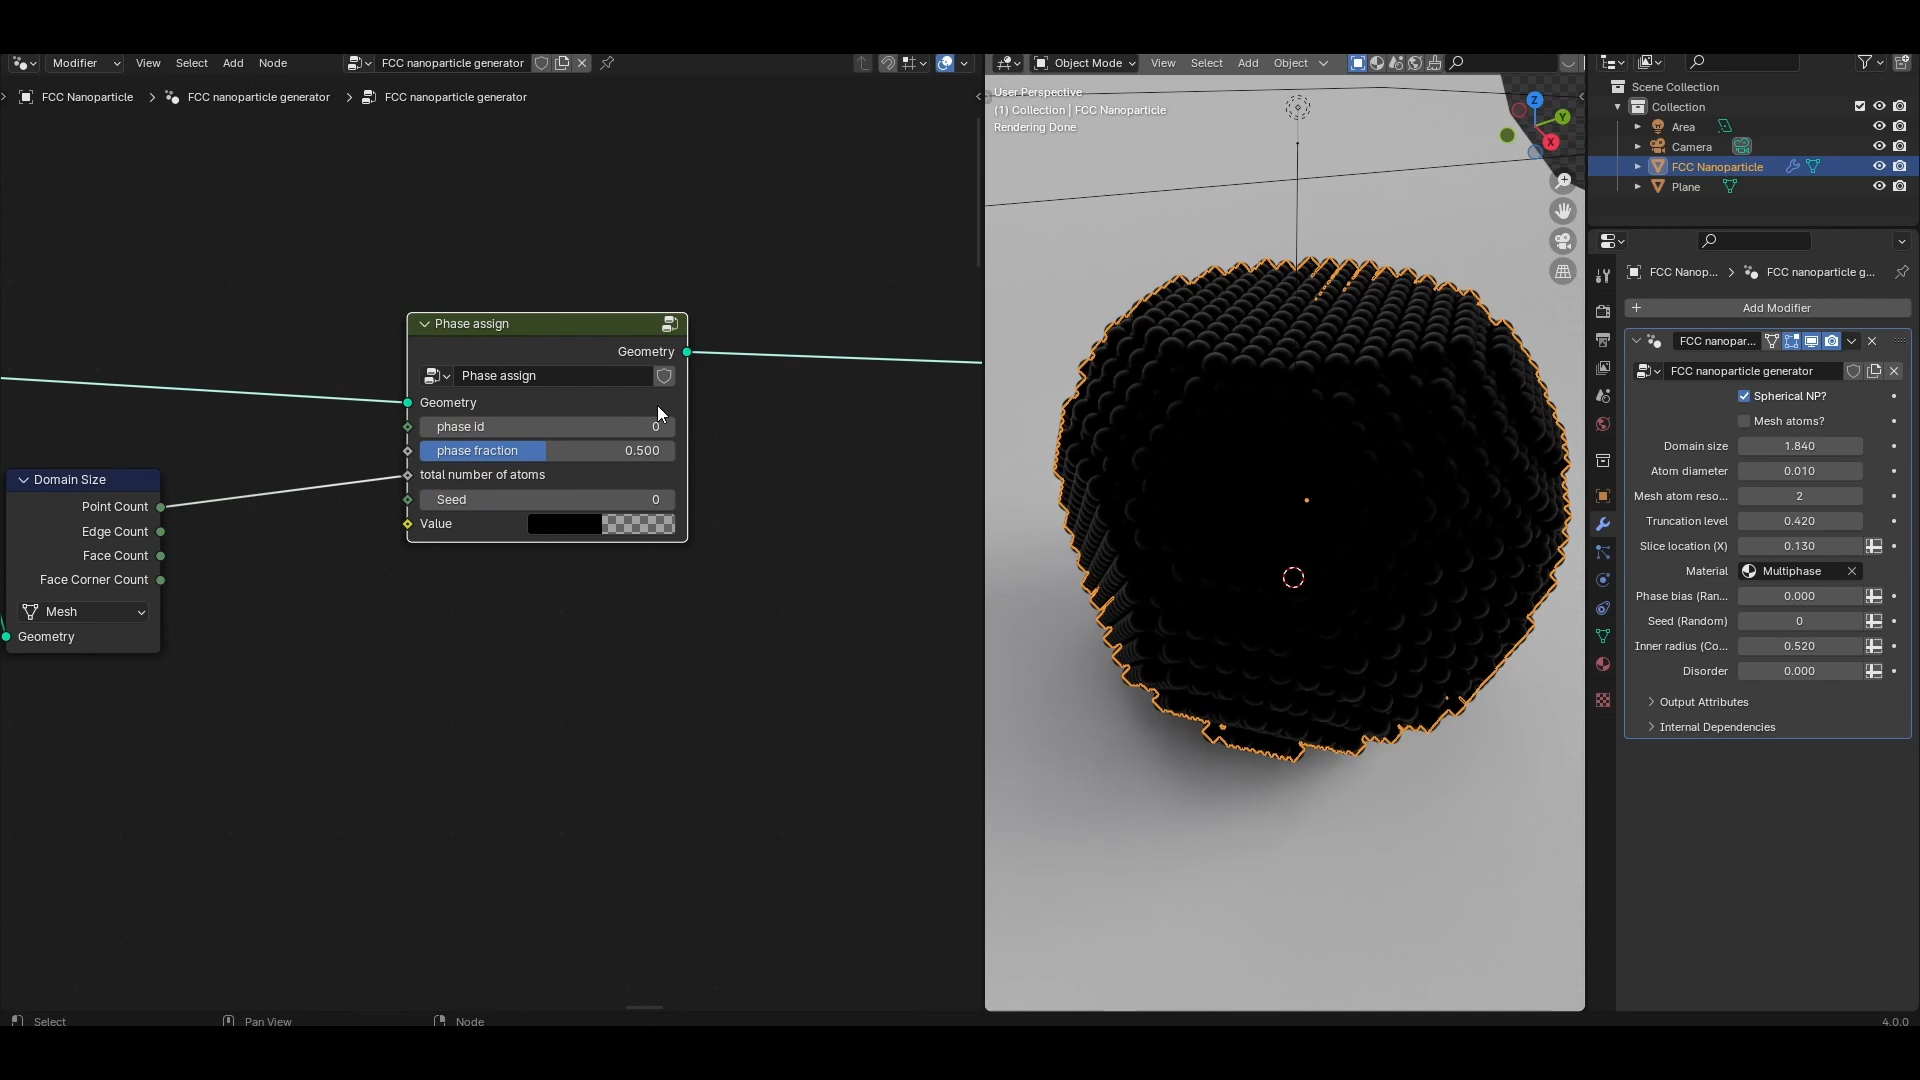 Modifier View Select Add Node FCC nanoparticle generator
FCC Nanoparticle FCC nanoparticle generator FCC nanoparticle generator
Phase assign
Geometry
Phase assign
Geometry
phase id 0
phase fraction 0.500
total number of atoms
Seed 0
Value
Domain Size
Point Count
Edge Count
Face Count
Face Corner Count
Mesh
Geometry
Select Pan View Node
Object Mode View Select Add Object
User Perspective
(1) Collection | FCC Nanoparticle
Rendering Done
Z
Y
X
Scene Collection
Collection
Area
Camera
FCC Nanoparticle
Plane
FCC Nanop... FCC nanoparticle g...
Add Modifier
FCC nanopar...
FCC nanoparticle generator
Spherical NP?
Mesh atoms?
Domain size 1.840
Atom diameter 0.010
Mesh atom reso... 2
Truncation level 0.420
Slice location (X) 0.130
Material Multiphase
Phase bias (Ran... 0.000
Seed (Random) 0
Inner radius (Co... 0.520
Disorder 0.000
Output Attributes
Internal Dependencies
4.0.0